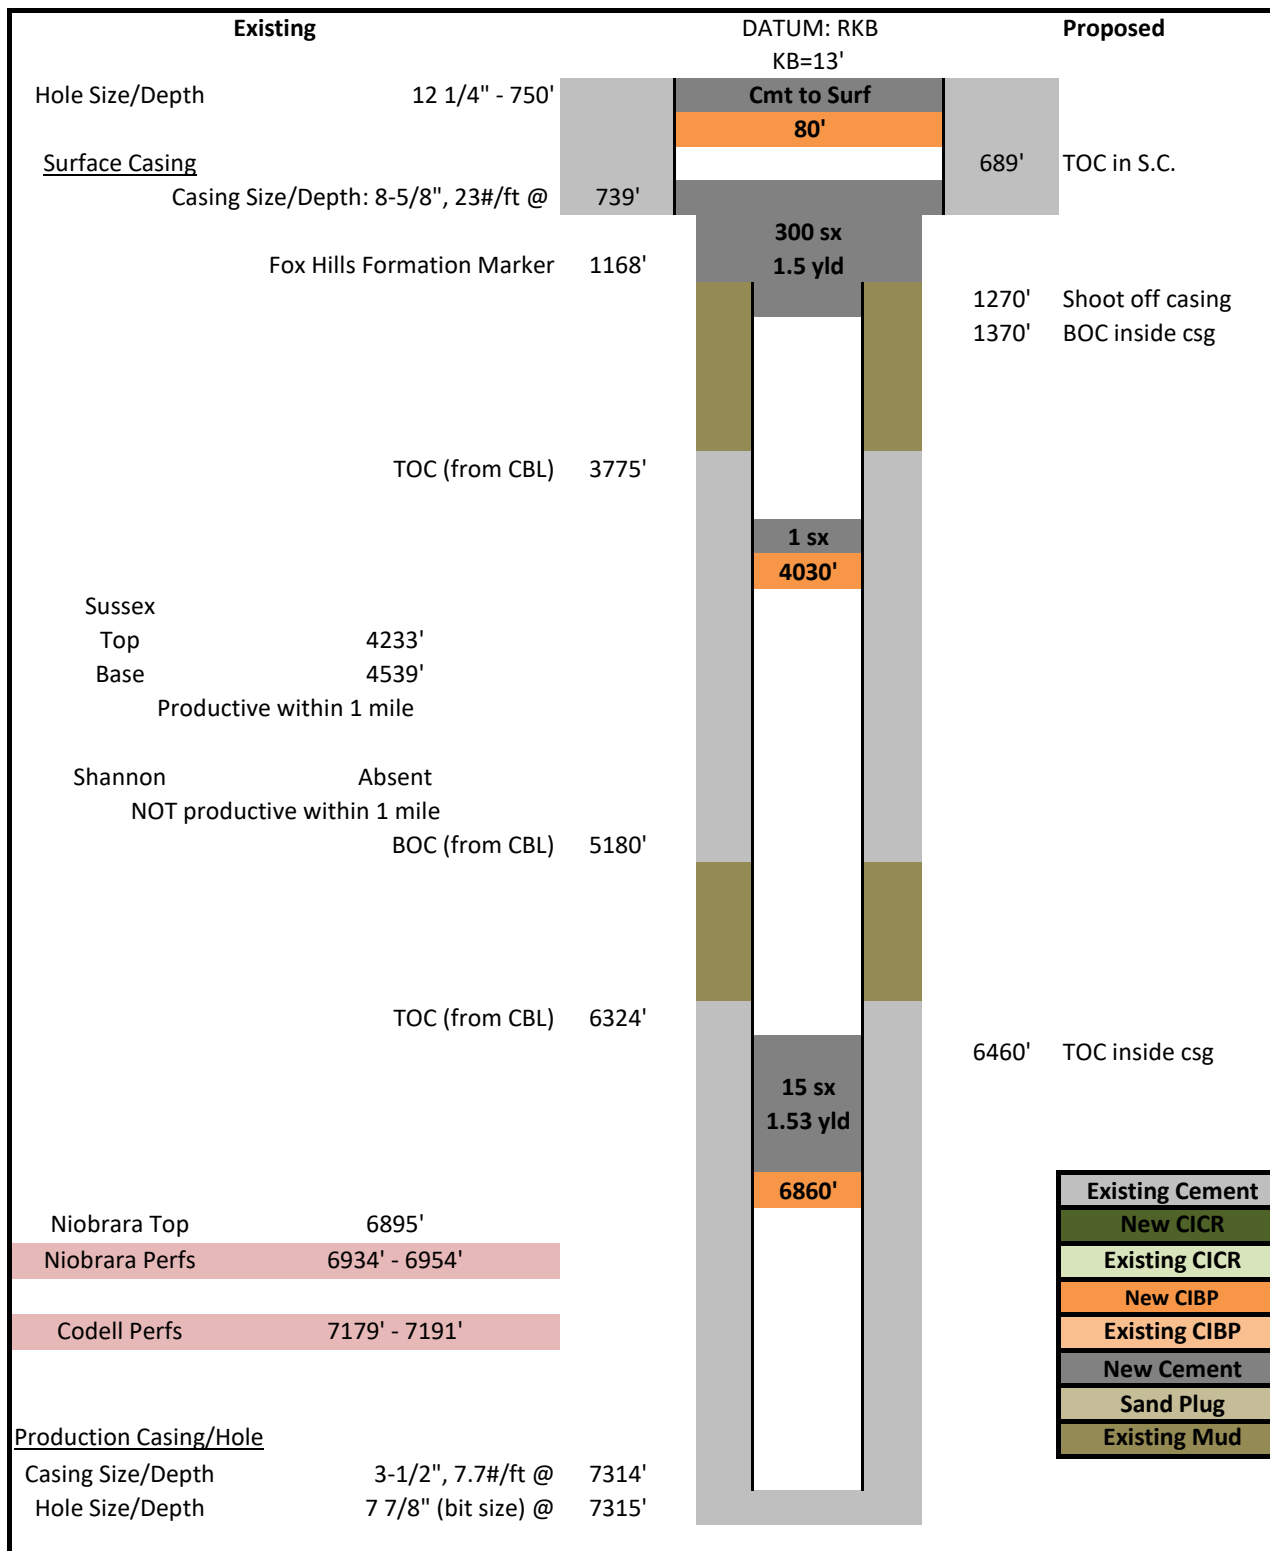 Existing DATUM: RKB Proposed
KB=13'
Hole Size/Depth 12 1/4" - 750' Cmt to Surf
80'
Surface Casing 689' TOC in S.C.
Casing Size/Depth: 8-5/8", 23#/ft @ 739'
300 sx
Fox Hills Formation Marker 1168' 1.5 yld
1270' Shoot off casing
1370' BOC inside csg
TOC (from CBL) 3775'
1 sx
4030'
Sussex
Top 4233'
Base 4539'
Productive within 1 mile
Shannon Absent
NOT productive within 1 mile
BOC (from CBL) 5180'
TOC (from CBL) 6324'
6460' TOC inside csg
15 sx
1.53 yld
6860' Existing Cement
Niobrara Top 6895' New CICR
Niobrara Perfs 6934' - 6954' Existing CICR
New CIBP
Codell Perfs 7179' - 7191' Existing CIBP
New Cement
Sand Plug
Production Casing/Hole Existing Mud
Casing Size/Depth 3-1/2", 7.7#/ft @ 7314'
Hole Size/Depth 7 7/8" (bit size) @ 7315'